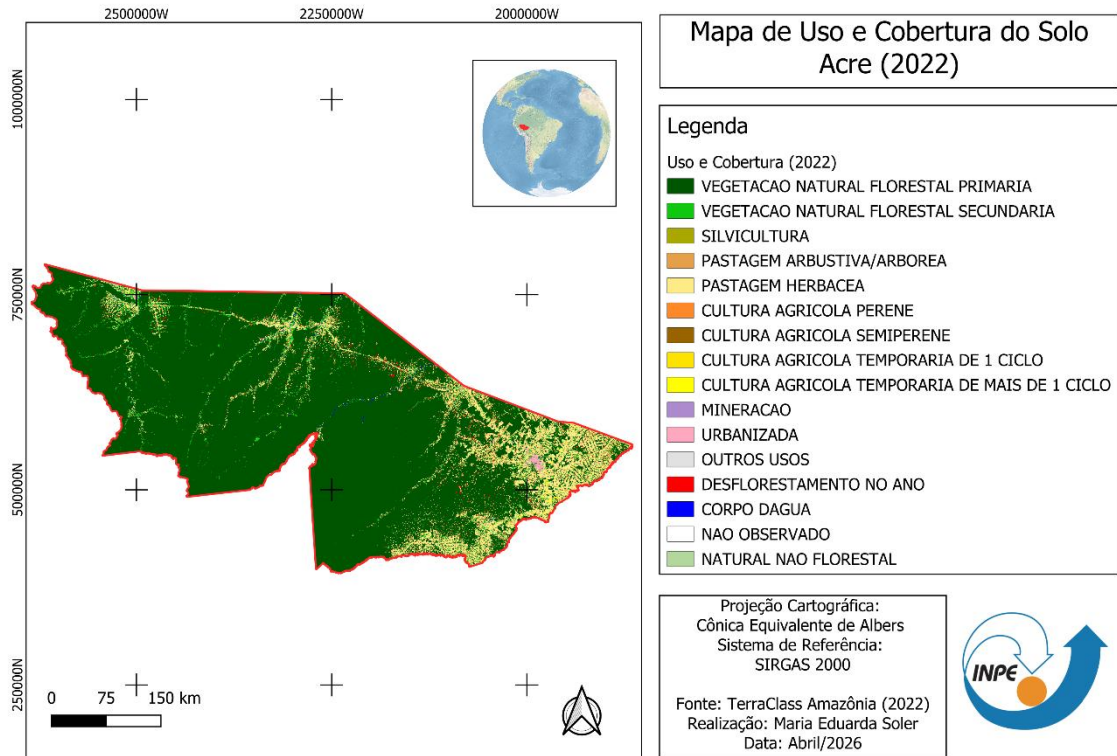 2500000W 2250000W 2000000W
1000000N
750000N
500000N
250000N
0 75 150 km
Mapa de Uso e Cobertura do Solo
Acre (2022)
Legenda
Uso e Cobertura (2022)
VEGETACAO NATURAL FLORESTAL PRIMARIA
VEGETACAO NATURAL FLORESTAL SECUNDARIA
SILVICULTURA
PASTAGEM ARBUSTIVA/ARBOREA
PASTAGEM HERBACEA
CULTURA AGRICOLA PERENE
CULTURA AGRICOLA SEMIPERENE
CULTURA AGRICOLA TEMPORARIA DE 1 CICLO
CULTURA AGRICOLA TEMPORARIA DE MAIS DE 1 CICLO
MINERACAO
URBANIZADA
OUTROS USOS
DESFLORESTAMENTO NO ANO
CORPO DAGUA
NAO OBSERVADO
NATURAL NAO FLORESTAL
Projeção Cartográfica:
Cônica Equivalente de Albers
Sistema de Referência:
SIRGAS 2000
Fonte: TerraClass Amazônia (2022)
Realização: Maria Eduarda Soler
Data: Abril/2026
INPE